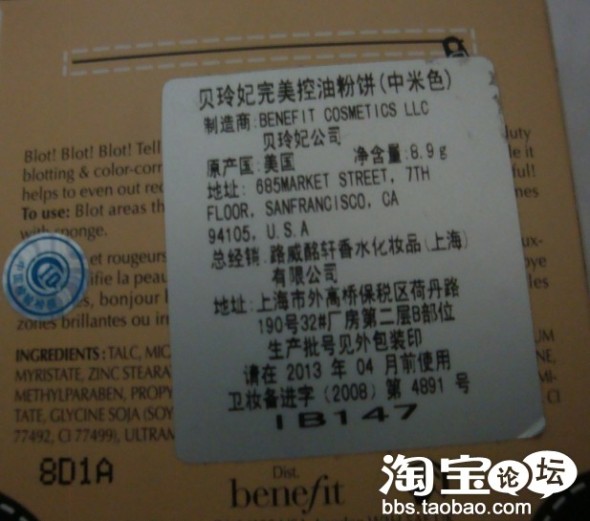 贝玲妃完美控油粉饼(中米色)
制造商:BENEFIT COSMETICS LLC
贝玲妃公司
原产国:美国 净含量:8.9g
地址: 685MARKET STREET, 7TH
FLOOR, SANFRANCISCO, CA
94105, U.S.A
总经销:路威酩轩香水化妆品(上海)
有限公司
地址:上海市外高桥保税区荷丹路
190号32#厂房第二层B部位
生产批号见外包装印
请在 2013 年 04 月前使用
卫妆备进字 (2008) 第 4891 号
IB147
Blot! Blot! Blot! Tell
blotting & color-corr
helps to even out red
To use: Blot areas th
with sponge.
et rougeurs
ifie la peau
bonjour l
zones brillantes ou in
INGREDIENTS: TALC, MIC
MYRISTATE, ZINC STEARA
METHYLPARABEN, PROPY
TATE, GLYCINE SOJA (SOY
77492, CI 77499), ULTRAM
8D1A
Dist.
benefit
淘宝论坛
bbs.taobao.com